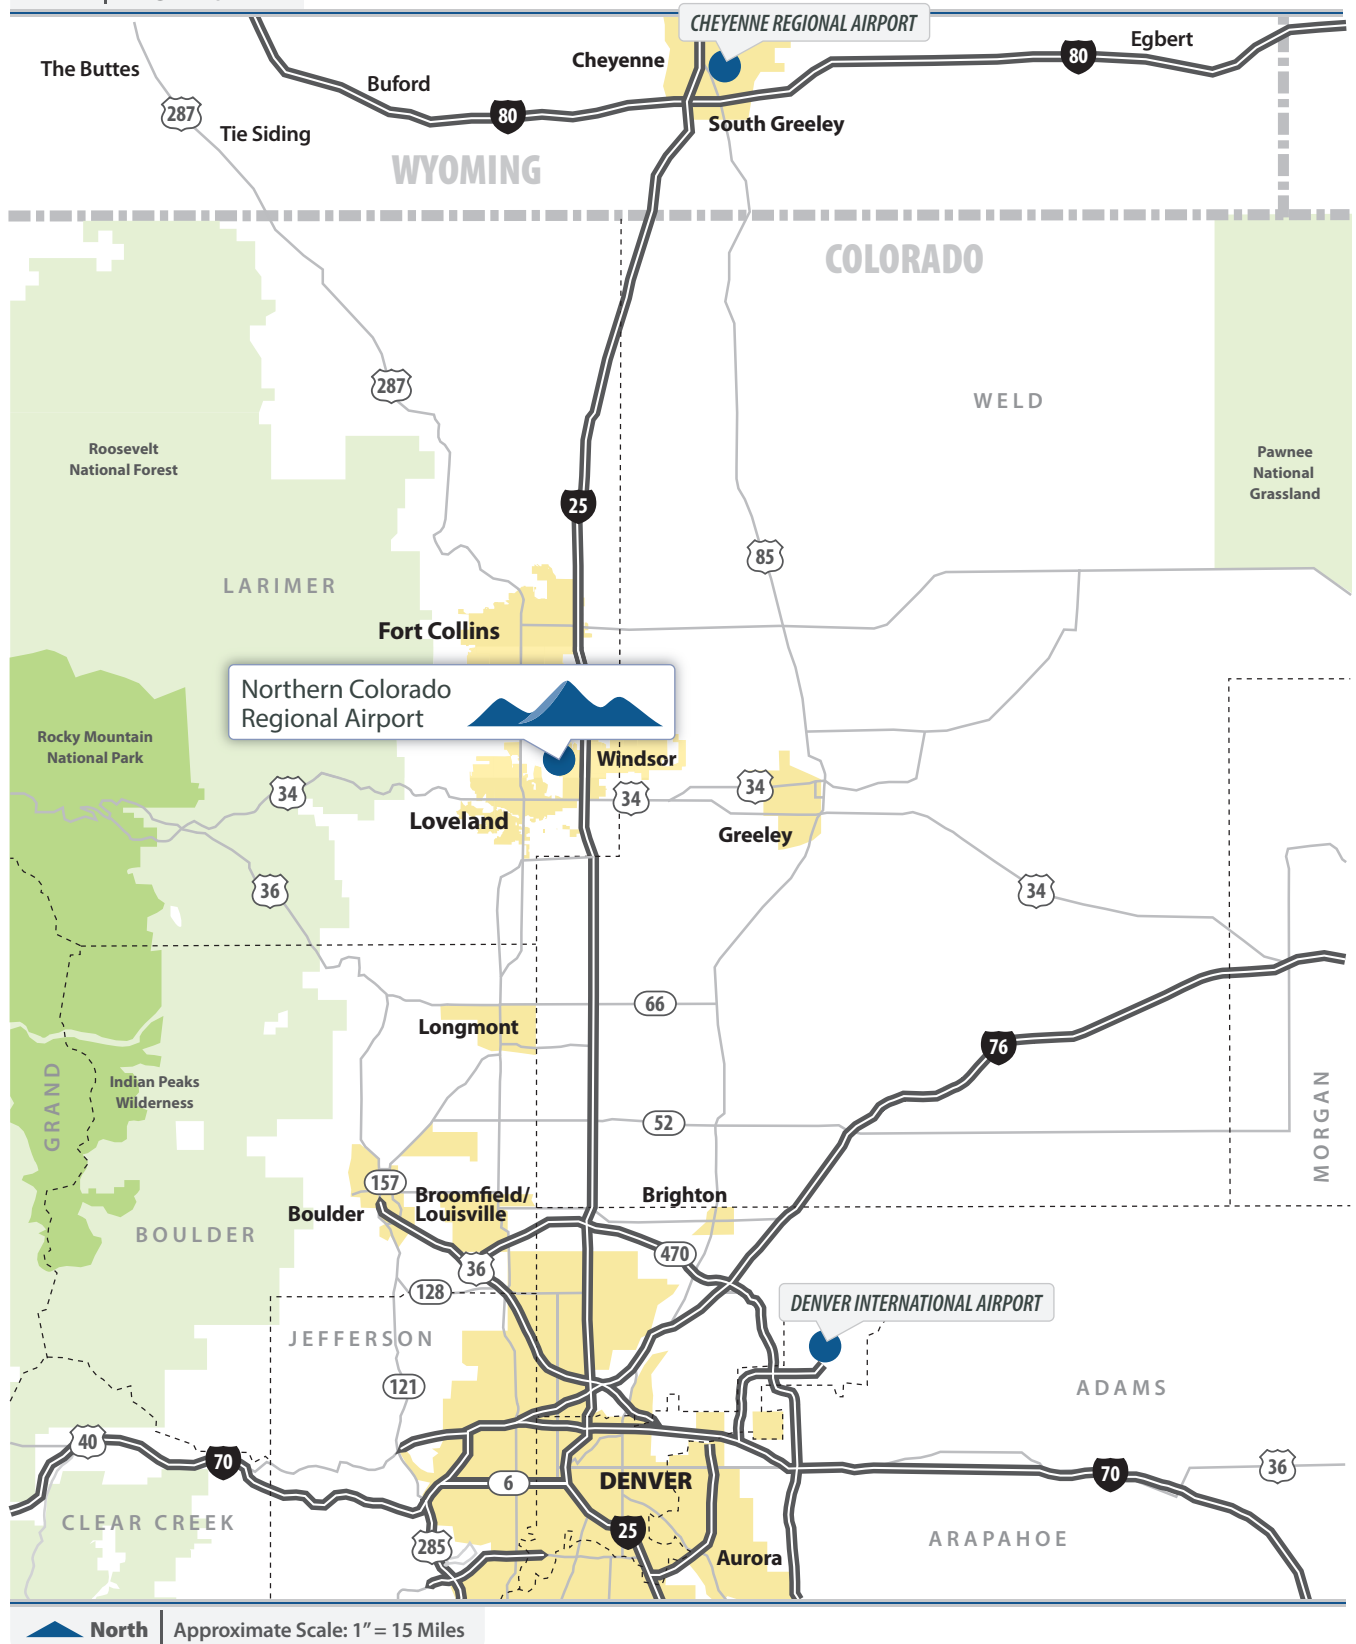 CHEYENNE REGIONAL AIRPORT
Egbert
80
Cheyenne
The Buttes
Buford
287
80
Tie Siding
South Greeley
WYOMING
COLORADO
287
WELD
Roosevelt
National Forest
Pawnee
National
Grassland
25
85
LARIMER
Fort Collins
Northern Colorado
Regional Airport
Rocky Mountain
National Park
Windsor
34
34
34
Loveland
Greeley
36
34
66
Longmont
76
GRAND
Indian Peaks
Wilderness
MORGAN
52
157
Boulder
Broomfield/
Louisville
Brighton
BOULDER
470
36
128
DENVER INTERNATIONAL AIRPORT
JEFFERSON
121
ADAMS
40
70
36
70
6
DENVER
CLEAR CREEK
25
285
ARAPAHOE
Aurora
North
Approximate Scale: 1″ = 15 Miles